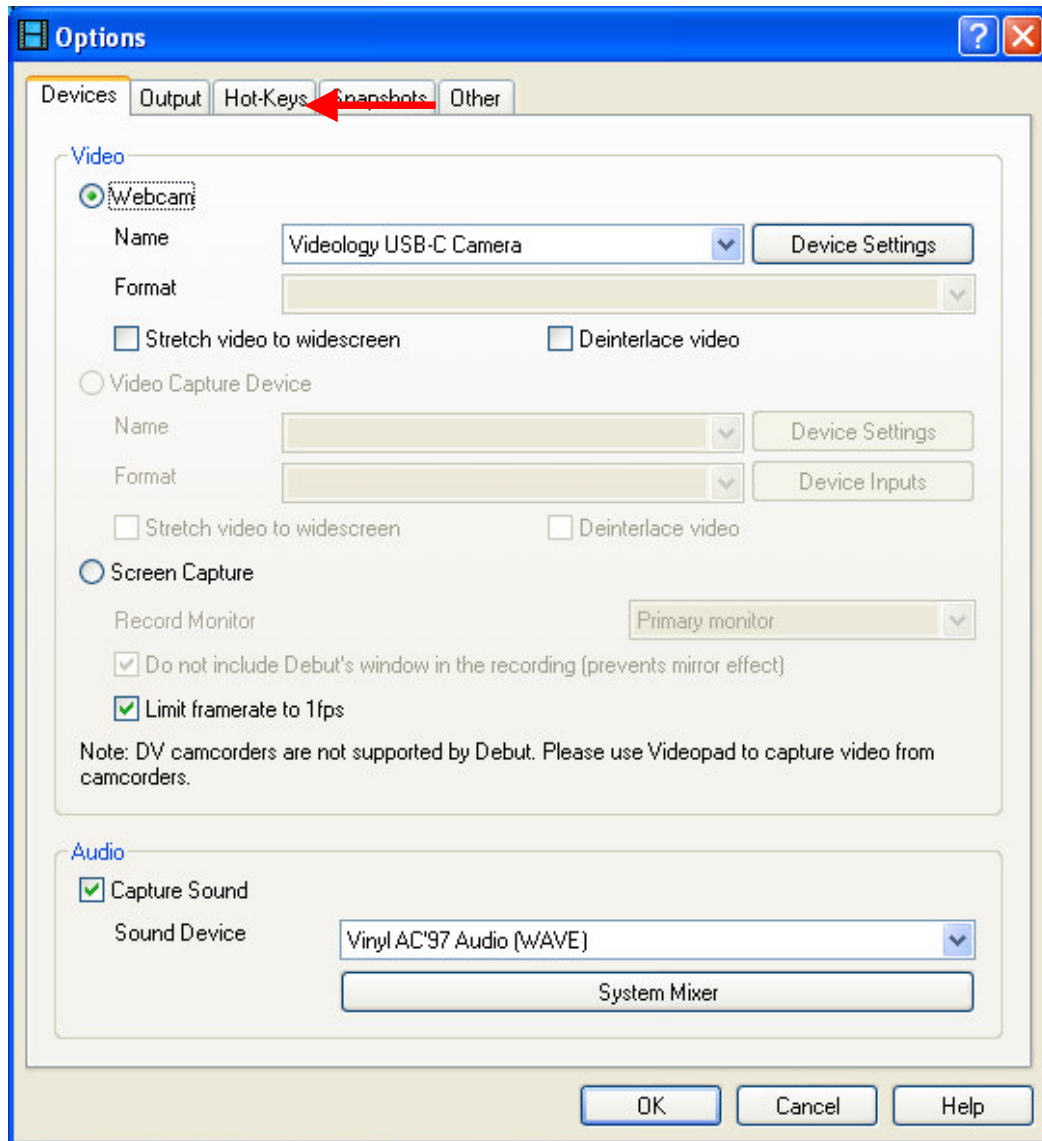 Options
Devices Output Hot-Keys Snapshots Other
Video
Webcam
Name Videology USB-C Camera Device Settings
Format
Stretch video to widescreen Deinterlace video
Video Capture Device
Name Device Settings
Format Device Inputs
Stretch video to widescreen Deinterlace video
Screen Capture
Record Monitor Primary monitor
Do not include Debut's window in the recording (prevents mirror effect)
Limit framerate to 1fps
Note: DV camcorders are not supported by Debut. Please use Videopad to capture video from
camcorders.
Audio
Capture Sound
Sound Device Vinyl AC'97 Audio (WAVE)
System Mixer
OK Cancel Help